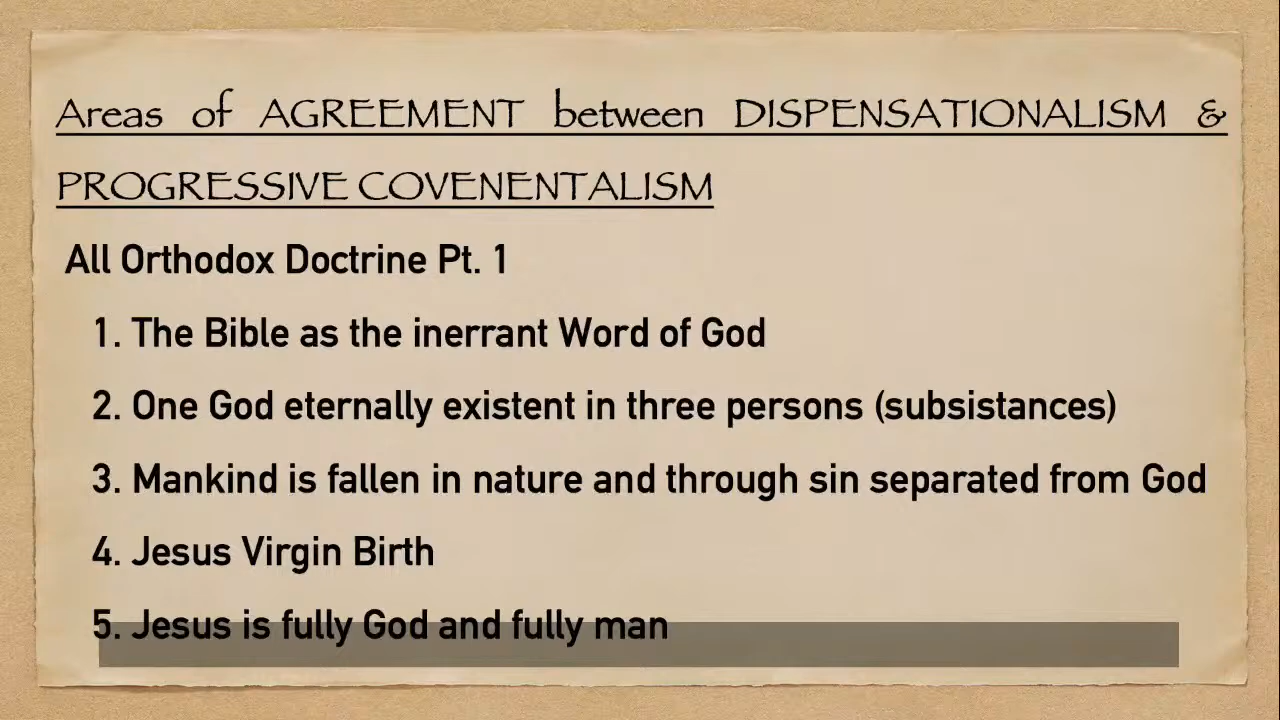 Areas of AGREEMENT between DISPENSATIONALISM &
PROGRESSIVE COVENENTALISM
All Orthodox Doctrine Pt. 1
1. The Bible as the inerrant Word of God
2. One God eternally existent in three persons (subsistances)
3. Mankind is fallen in nature and through sin separated from God
4. Jesus Virgin Birth
5. Jesus is fully God and fully man